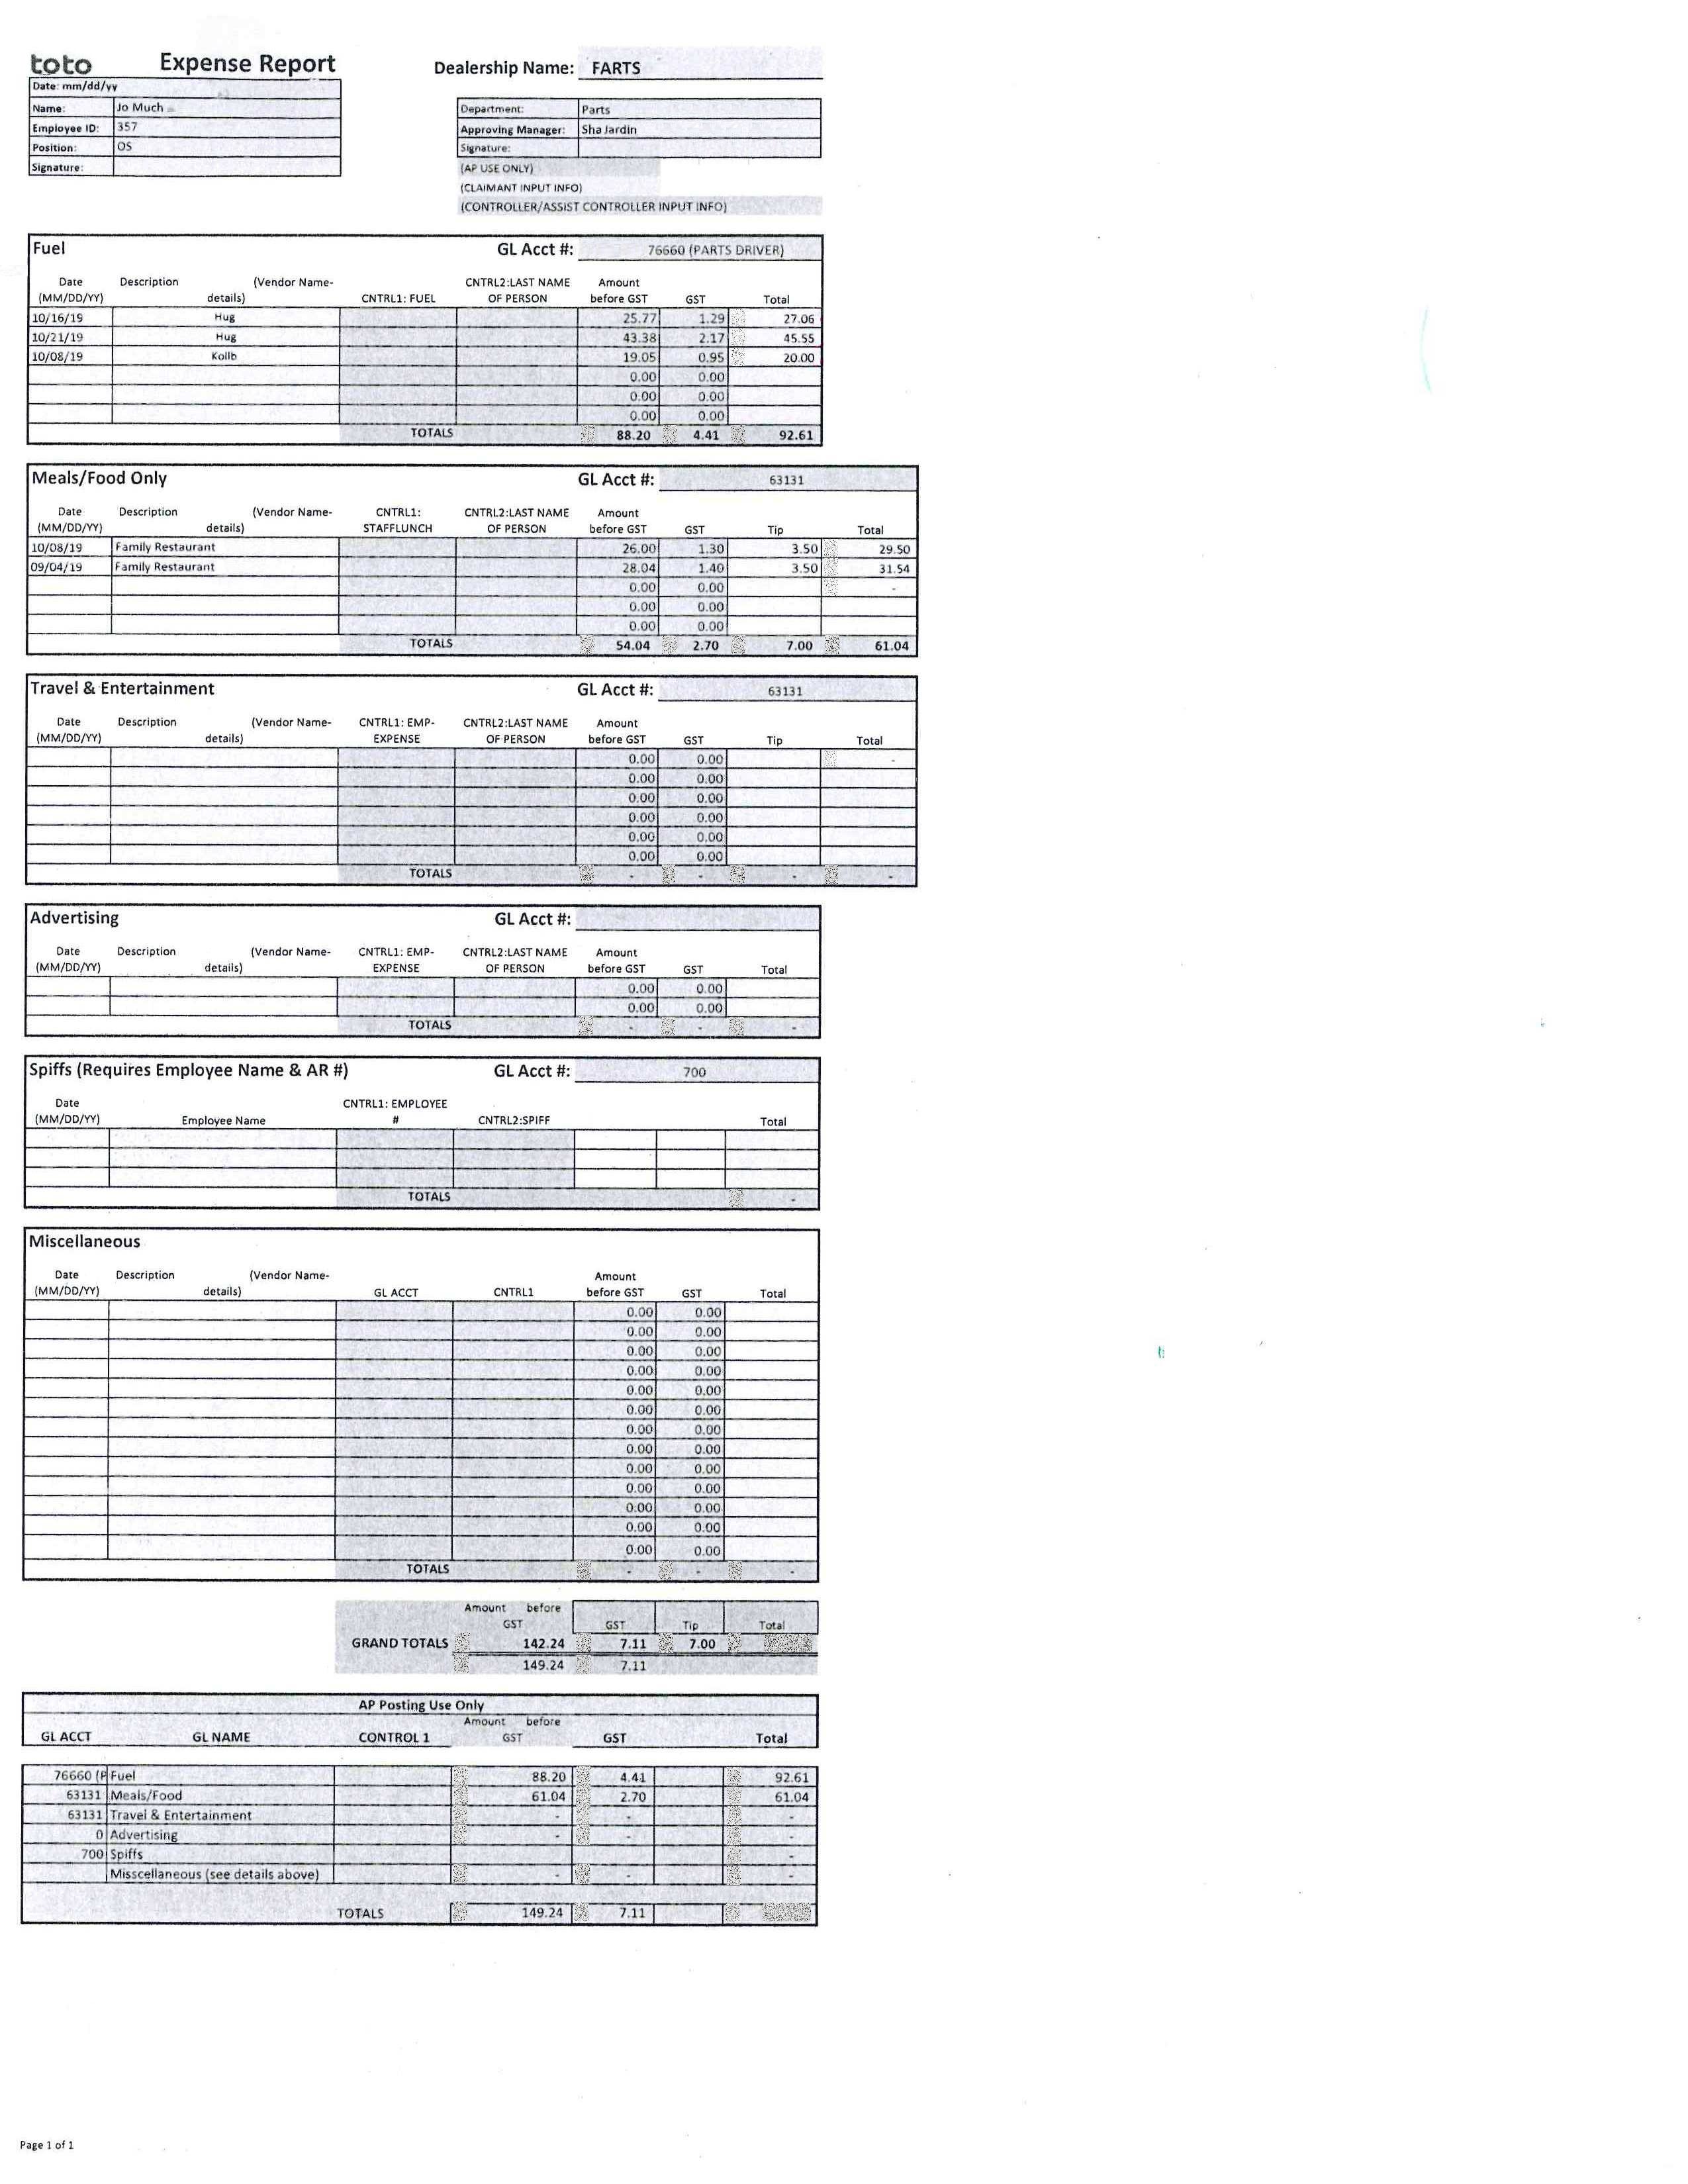 toto Expense Report Dealership Name: FARTS
Date: mm/dd/yy
Name: Jo Much
Employee ID: 357
Position: OS
Signature:
Department: Parts
Approving Manager: Sha Jardin
Signature:
(AP USE ONLY)
(CLAIMANT INPUT INFO)
(CONTROLLER/ASSIST CONTROLLER INPUT INFO)
Fuel GL Acct #: 76660 (PARTS DRIVER)
Date Description (Vendor Name- CNTRL2:LAST NAME Amount
(MM/DD/YY) details) CNTRL1: FUEL OF PERSON before GST GST Total
10/16/19 Hug 25.77 1.29 27.06
10/21/19 Hug 43.38 2.17 45.55
10/08/19 Kollb 19.05 0.95 20.00
0.00 0.00
0.00 0.00
0.00 0.00
TOTALS 88.20 4.41 92.61
Meals/Food Only GL Acct #: 63131
Date Description (Vendor Name- CNTRL1: CNTRL2:LAST NAME Amount
(MM/DD/YY) details) STAFFLUNCH OF PERSON before GST GST Tip Total
10/08/19 Family Restaurant 26.00 1.30 3.50 29.50
09/04/19 Family Restaurant 28.04 1.40 3.50 31.54
0.00 0.00 -
0.00 0.00
0.00 0.00
TOTALS 54.04 2.70 7.00 61.04
Travel & Entertainment GL Acct #: 63131
Date Description (Vendor Name- CNTRL1: EMP- CNTRL2:LAST NAME Amount
(MM/DD/YY) details) EXPENSE OF PERSON before GST GST Tip Total
0.00 0.00 -
0.00 0.00
0.00 0.00
0.00 0.00
0.00 0.00
0.00 0.00
TOTALS - - - -
Advertising GL Acct #:
Date Description (Vendor Name- CNTRL1: EMP- CNTRL2:LAST NAME Amount
(MM/DD/YY) details) EXPENSE OF PERSON before GST GST Total
0.00 0.00
0.00 0.00
TOTALS - - -
Spiffs (Requires Employee Name & AR #) GL Acct #: 700
Date CNTRL1: EMPLOYEE
(MM/DD/YY) Employee Name # CNTRL2:SPIFF Total
TOTALS -
Miscellaneous
Date Description (Vendor Name- Amount
(MM/DD/YY) details) GL ACCT CNTRL1 before GST GST Total
0.00 0.00
0.00 0.00
0.00 0.00
0.00 0.00
0.00 0.00
0.00 0.00
0.00 0.00
0.00 0.00
0.00 0.00
0.00 0.00
0.00 0.00
0.00 0.00
0.00 0.00
TOTALS - - -
Amount before
GST GST Tip Total
GRAND TOTALS 142.24 7.11 7.00
149.24 7.11
AP Posting Use Only
Amount before
GL ACCT GL NAME CONTROL 1 GST GST Total
76660 (P Fuel 88.20 4.41 92.61
63131 Meals/Food 61.04 2.70 61.04
63131 Travel & Entertainment - - -
0 Advertising - - -
700 Spiffs -
Misscellaneous (see details above) - - -
TOTALS 149.24 7.11
Page 1 of 1